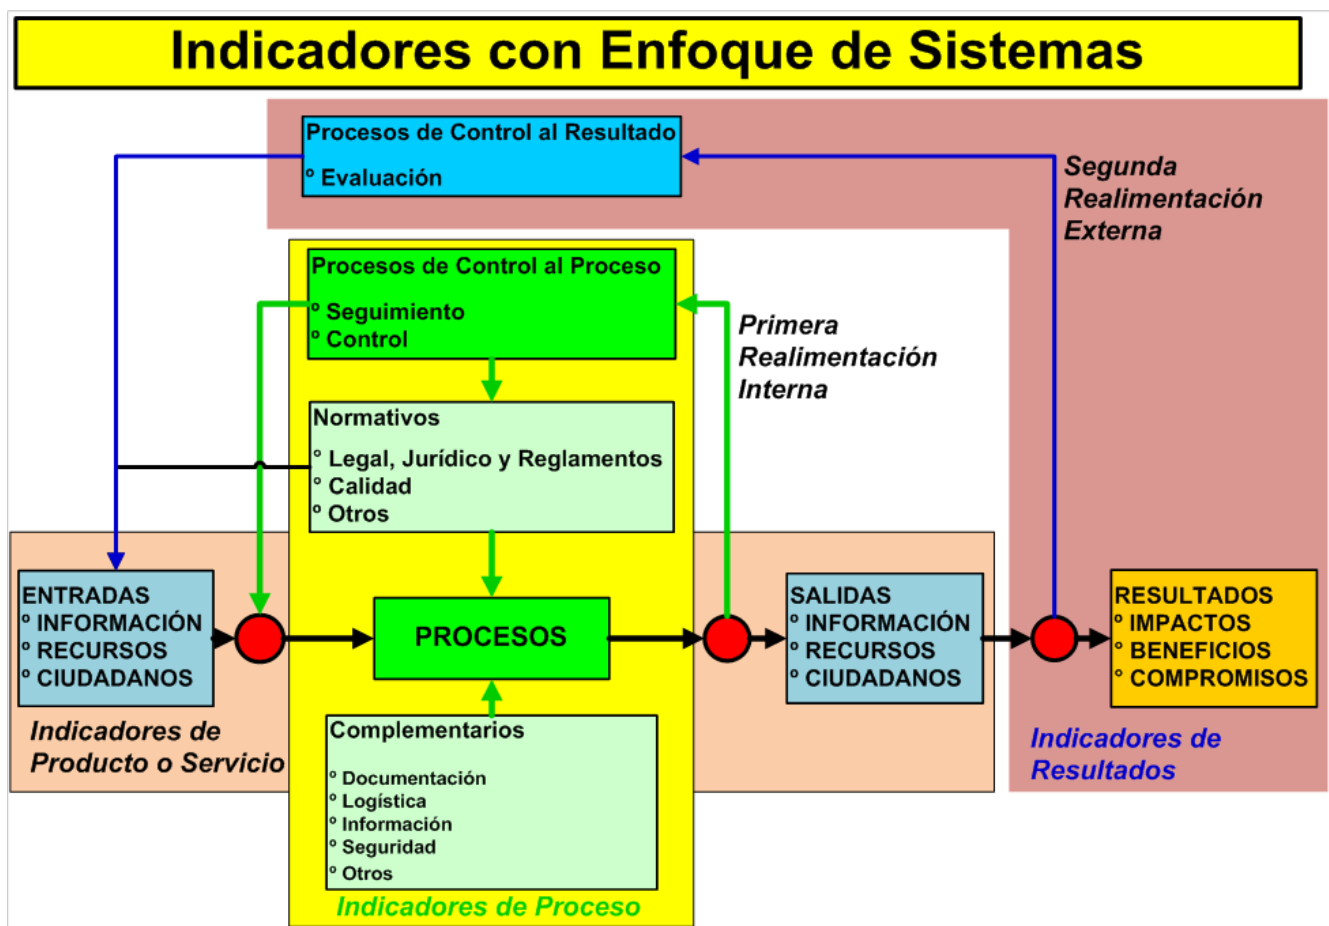 Indicadores con Enfoque de Sistemas
Procesos de Control al Resultado
º Evaluación
Segunda
Realimentación
Externa
Procesos de Control al Proceso
º Seguimiento
º Control
Primera
Realimentación
Interna
Normativos
º Legal, Jurídico y Reglamentos
º Calidad
º Otros
ENTRADAS
º INFORMACIÓN
º RECURSOS
º CIUDADANOS
PROCESOS
SALIDAS
º INFORMACIÓN
º RECURSOS
º CIUDADANOS
RESULTADOS
º IMPACTOS
º BENEFICIOS
º COMPROMISOS
Indicadores de
Producto o Servicio
Complementarios
º Documentación
º Logística
º Información
º Seguridad
º Otros
Indicadores de Proceso
Indicadores de
Resultados